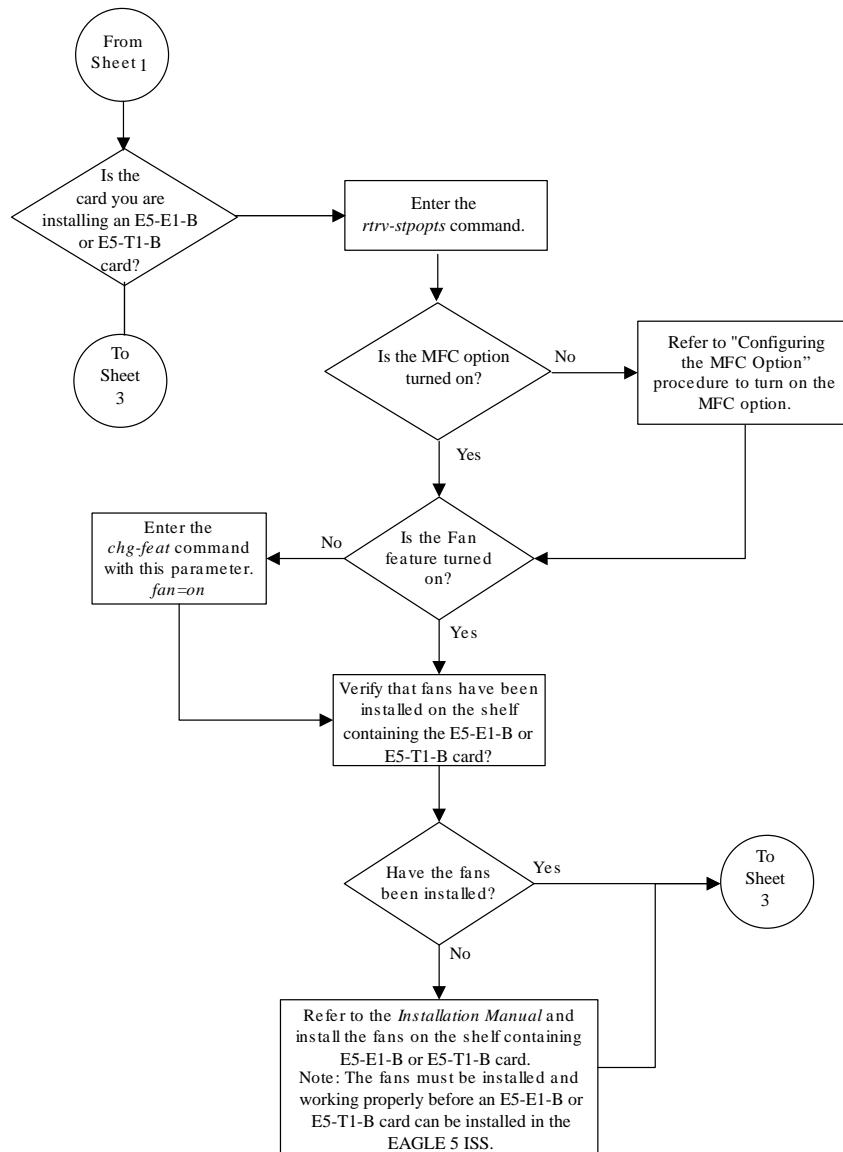 From
Sheet 1
Is the
card you are
installing an E5-E1-B
or E5-T1-B
card?
Enter the
rtrv-stpopts command.
To
Sheet
3
Is the MFC option
turned on?
No
Refer to "Configuring
the MFC Option”
procedure to turn on the
MFC option.
Yes
Enter the
chg-feat command
with this parameter.
fan=on
No
Is the Fan
feature turned
on?
Yes
Verify that fans have been
installed on the shelf
containing the E5-E1-B or
E5-T1-B card?
Have the fans
been installed?
Yes
To
Sheet
3
No
Refer to the Installation Manual and
install the fans on the shelf containing
E5-E1-B or E5-T1-B card.
Note: The fans must be installed and
working properly before an E5-E1-B or
E5-T1-B card can be installed in the
EAGLE 5 ISS.